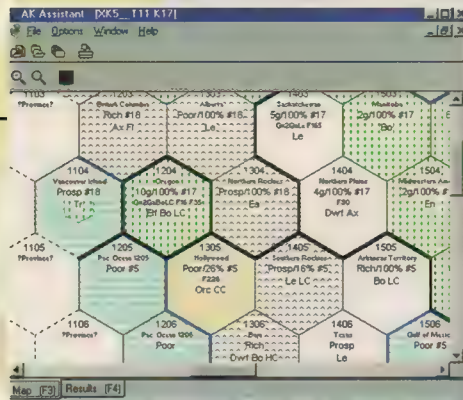 AK Assistant [XK5__T11 K17]
File Options Window Help
1103
?Province?
1203
British Columbia
Rich #18
Ax Fl
1303
Alberta
Poor/100% #18
Le
1403
Saskatchewan
5g/100% #17
Le
1503
Manitoba
2g/100% #17
Bo
1104
Vancouver Island
Prosp #18
Tr
1204
Oregon
10g/100% #17
Elf Bo LC
1304
Northern Rockies
Prosp/100% #18
Ea
1404
Northern Plains
4g/100% #17
F30
Dwf Ax
1504
2g/100% #
En
1105
?Province?
1205
Pac Ocean 1205
Poor #5
1305
Hollywood
Poor/26% #5
F226
Orc CC
1405
Southern Rockies
Prosp/16% #5
Le LC
1505
Arkansas Territory
Rich/100% #5
Bo LC
1106
?Province?
1206
Pac Ocean 1206
Poor
1306
Rich
Dwf Bo HC
1406
Texas
Prosp
Le
1506
Gulf of Mexic
Poor #5
Map [F3] Results [F4]